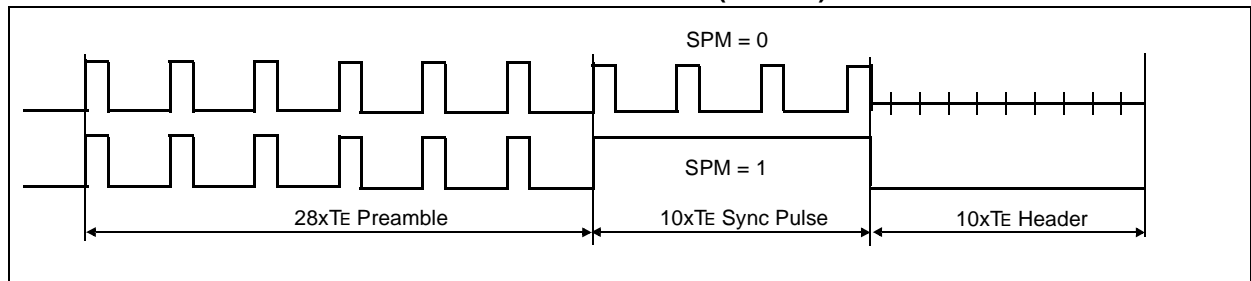 SPM = 0
SPM = 1
28xTE Preamble
10xTE Sync Pulse
10xTE Header